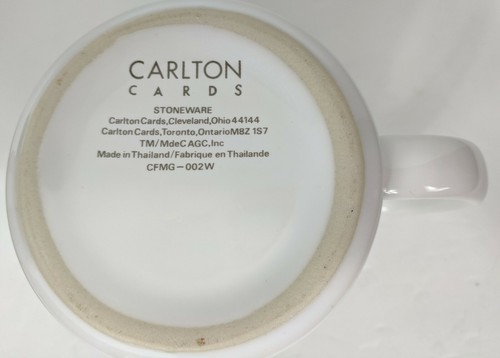 CARLTON
CARDS
STONEWARE
Carlton Cards, Cleveland, Ohio 44144
Carlton Cards, Toronto, Ontario M8Z 1S7
TM/MdeC AGC, Inc
Made in Thailand/Fabrique en Thailande
CFMG-002W